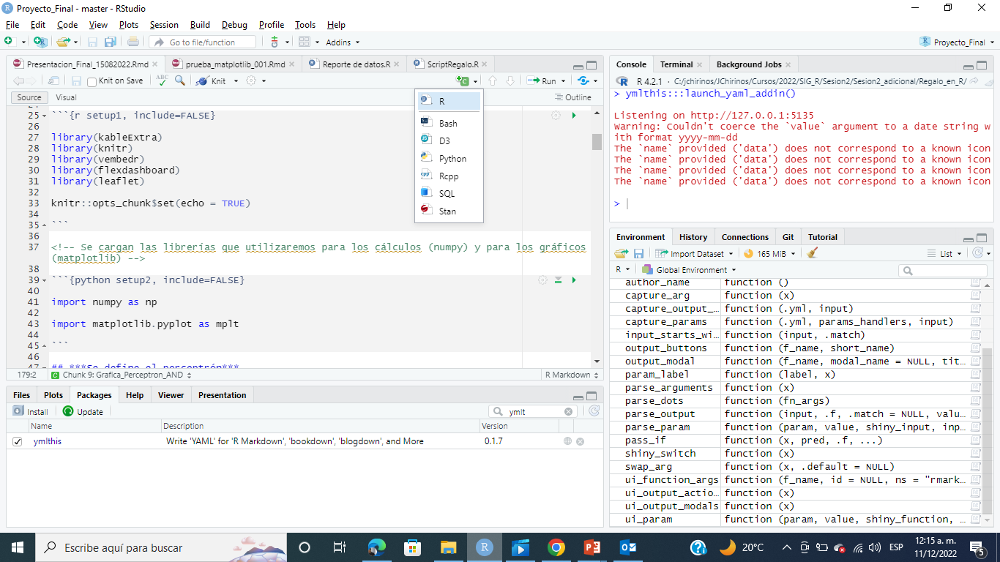 Proyecto_Final - master - RStudio
File Edit Code View Plots Session Build Debug Profile Tools Help
Go to file/function Addins Proyecto_Final
Presentacion_Final_15082022.Rmd prueba_matplotlib_001.Rmd Reporte de datos.R ScriptRegalo.R
Knit on Save ABC Knit Run
Source Visual Outline
R
Bash
D3
Python
Rcpp
SQL
Stan
25 ```{r setup1, include=FALSE}
26
27 library(kableExtra)
28 library(knitr)
29 library(vembedr)
30 library(flexdashboard)
31 library(leaflet)
32
33 knitr::opts_chunk$set(echo = TRUE)
34
35 ```
36
37 <!-- Se cargan las librerías que utilizaremos para los cálculos (numpy) y para los gráficos
(matplotlib) -->
38
39 ```{python setup2, include=FALSE}
40
41 import numpy as np
42
43 import matplotlib.pyplot as mplt
44
45 ```
46
47 ## ***Se define el perceptrón***
179:2 Chunk 9: Grafica_Perceptron_AND R Markdown
Files Plots Packages Help Viewer Presentation
Install Update ymlt
Name Description Version
ymlthis Write 'YAML' for 'R Markdown', 'bookdown', 'blogdown', and More 0.1.7
Console Terminal Background Jobs
R 4.2.1 · C:/jchirinos/JChirinos/Cursos/2022/SIG_R/Sesion2/Sesion2_adicional/Regalo_en_R/
> ymlthis:::launch_yaml_addin()
Listening on http://127.0.0.1:5135
Warning: Couldn't coerce the `value` argument to a date string w
ith format yyyy-mm-dd
The `name` provided ('data') does not correspond to a known icon
The `name` provided ('data') does not correspond to a known icon
The `name` provided ('data') does not correspond to a known icon
The `name` provided ('data') does not correspond to a known icon
>
Environment History Connections Git Tutorial
Import Dataset 165 MiB List
R Global Environment
author_name function ()
capture_arg function (x)
capture_output_… function (.yml, input)
capture_params function (.yml, params_handlers, input)
input_starts_wi… function (input, .match)
output_buttons function (f_name, short_name)
output_modal function (f_name, modal_name = NULL, tit…
param_label function (label, x)
parse_arguments function (x)
parse_dots function (fn_args)
parse_output function (input, .f, .match = NULL, valu…
parse_param function (param, value, shiny_input, inp…
pass_if function (x, pred, .f, ...)
shiny_switch function (x)
swap_arg function (x, .default = NULL)
ui_function_args function (f_name, id = NULL, ns = "rmark…
ui_output_actio… function (x)
ui_output_modals function (x)
ui_param function (param, value, shiny_function, …
Escribe aquí para buscar 20°C ESP 12:15 a. m.
11/12/2022 5